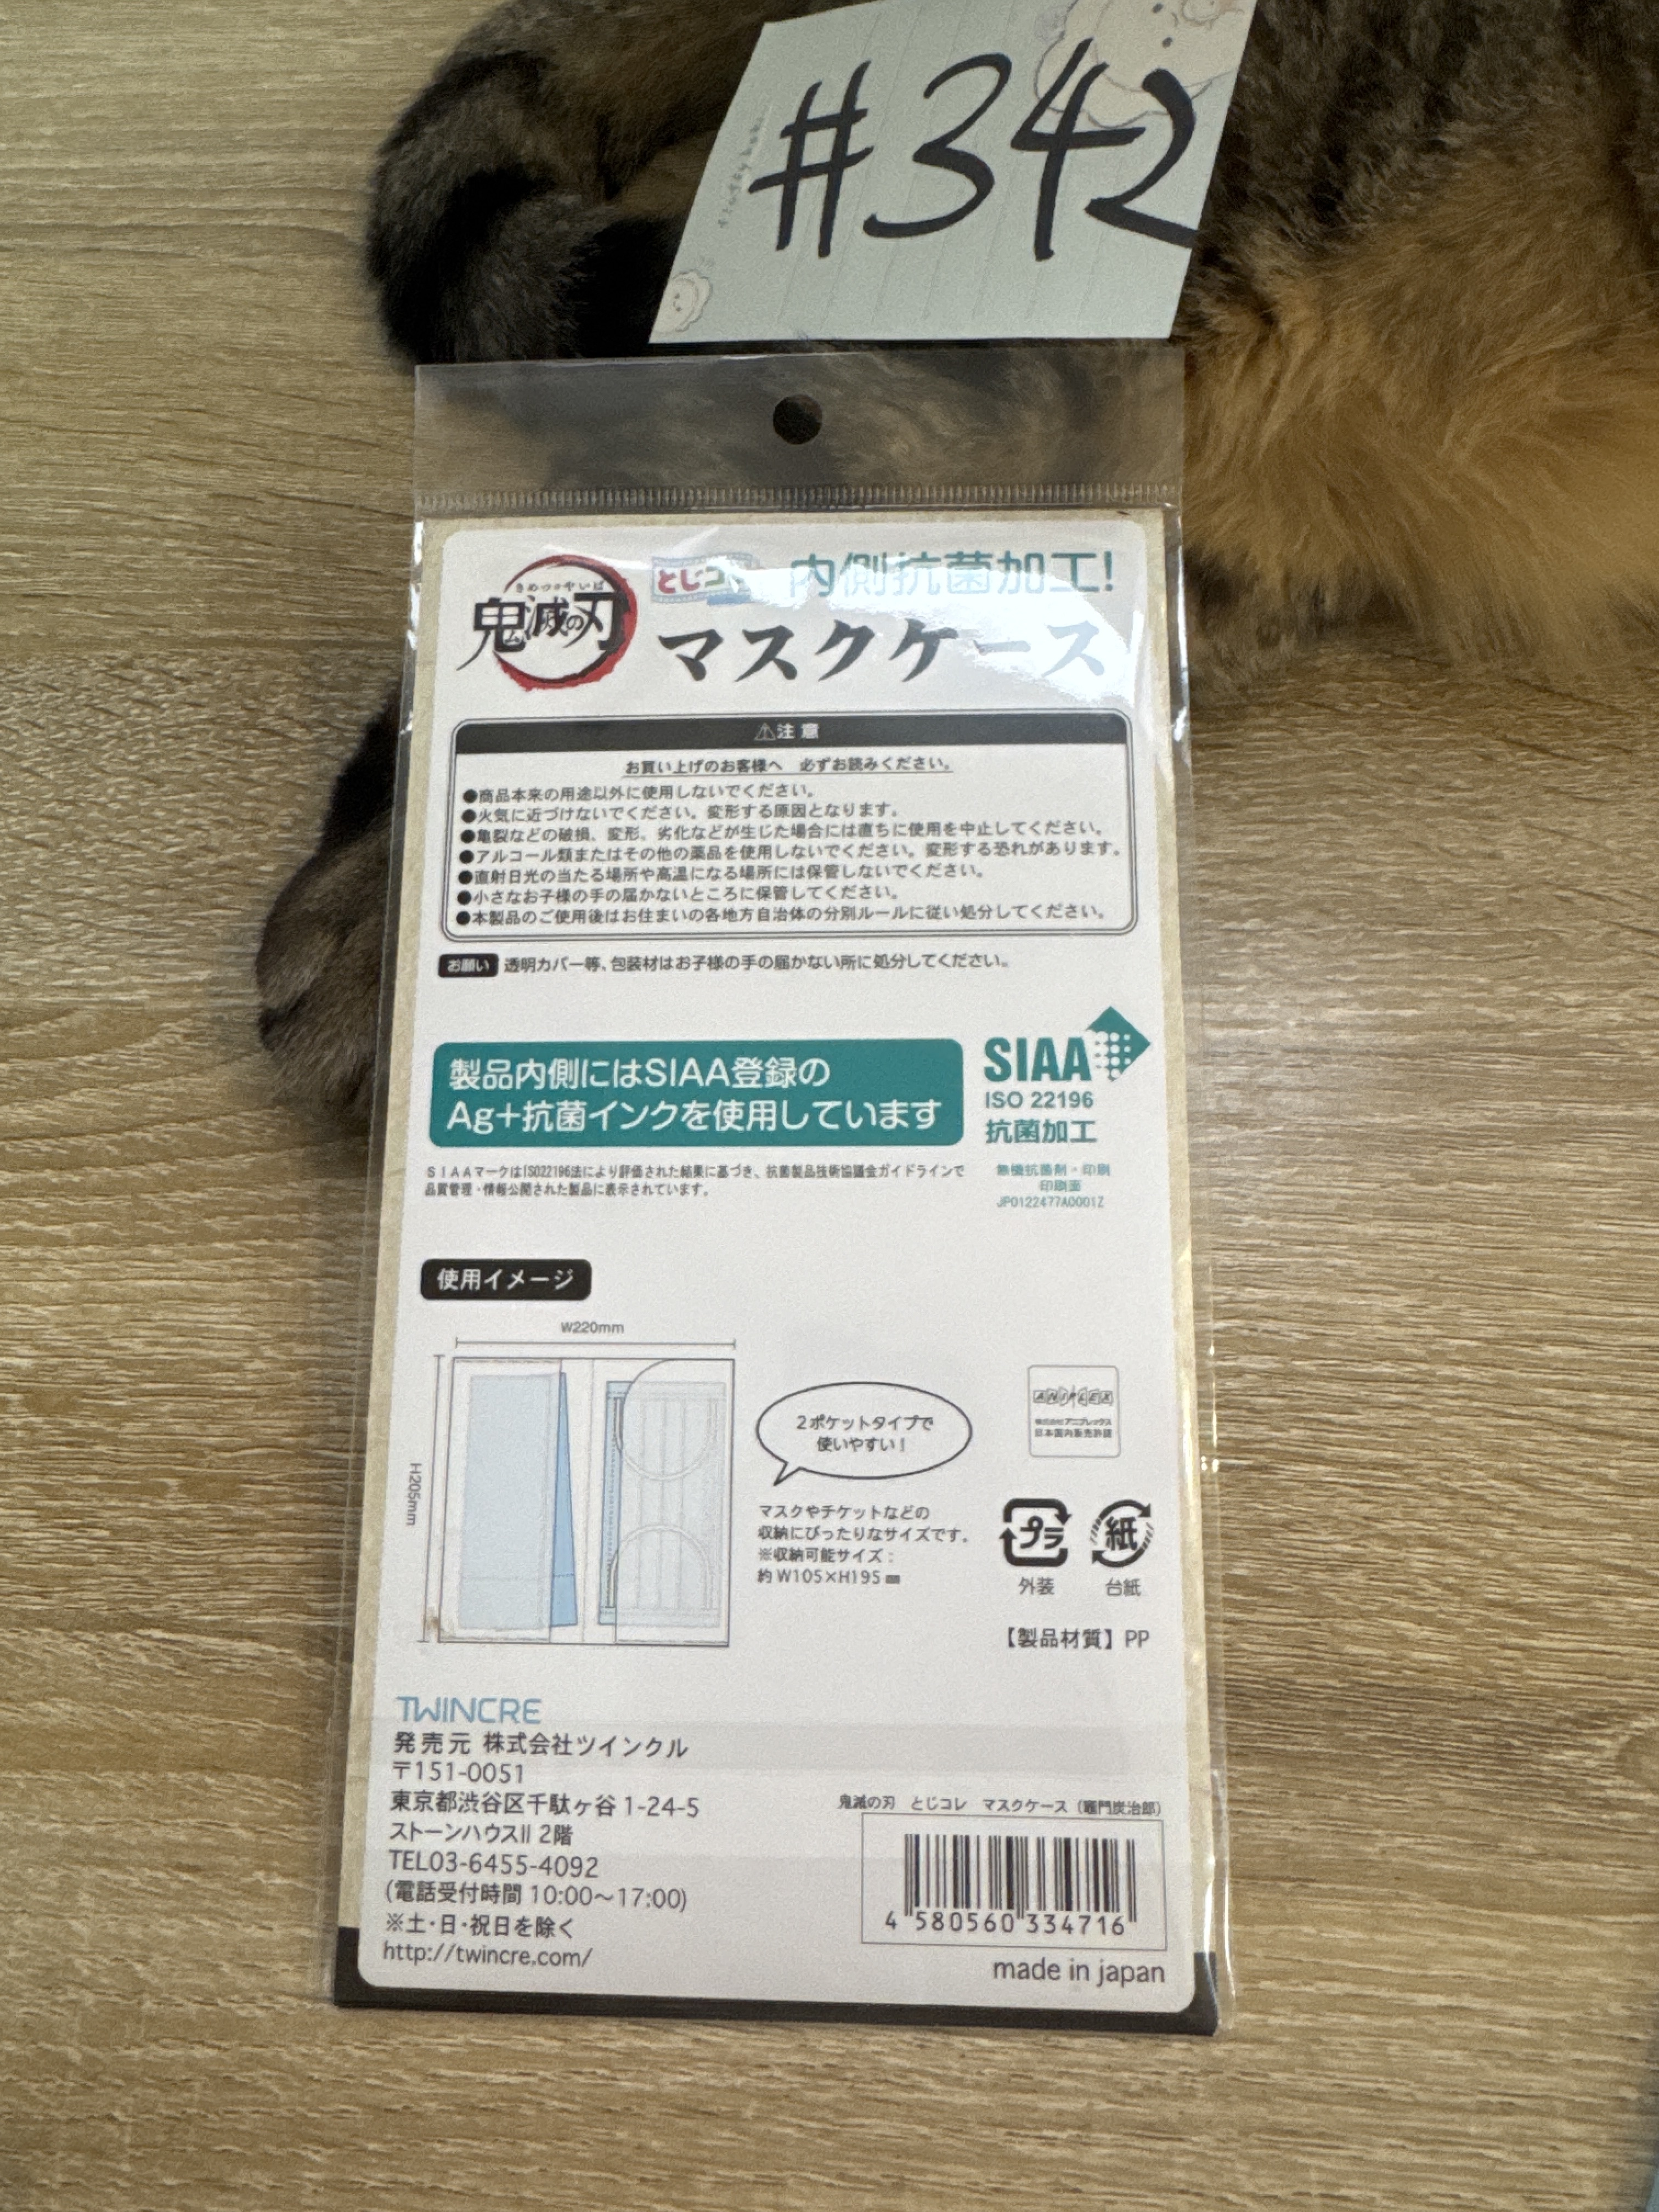 #342
きめつのやいば
鬼滅の刃
とじコレ 内側抗菌加工!
マスクケース
⚠注意
お買い上げのお客様へ 必ずお読みください。
●商品本来の用途以外に使用しないでください。
●火気に近づけないでください。変形する原因となります。
●亀裂などの破損、変形、劣化などが生じた場合には直ちに使用を中止してください。
●アルコール類またはその他の薬品を使用しないでください。変形する恐れがあります。
●直射日光の当たる場所や高温になる場所には保管しないでください。
●小さなお子様の手の届かないところに保管してください。
●本製品のご使用後はお住まいの各地方自治体の分別ルールに従い処分してください。
お願い 透明カバー等、包装材はお子様の手の届かない所に処分してください。
製品内側にはSIAA登録の
Ag+抗菌インクを使用しています
SIAA
ISO 22196
抗菌加工
SIAAマークはISO22196法により評価された結果に基づき、抗菌製品技術協議会ガイドラインで
品質管理・情報公開された製品に表示されています。
無機抗菌剤・印刷
印刷面
JP0122477A0001Z
使用イメージ
W220mm
H205mm
2ポケットタイプで
使いやすい!
マスクやチケットなどの
収納にぴったりなサイズです。
※収納可能サイズ:
約W105×H195㎜
ANIPLEX
株式会社アニプレックス
日本国内販売許諾
プラ 紙
外装 台紙
【製品材質】PP
TWINCRE
発売元 株式会社ツインクル
〒151-0051
東京都渋谷区千駄ヶ谷1-24-5
ストーンハウスII 2階
TEL03-6455-4092
(電話受付時間10:00〜17:00)
※土・日・祝日を除く
http://twincre.com/
鬼滅の刃 とじコレ マスクケース(竈門炭治郎)
4 580560 334716
made in japan